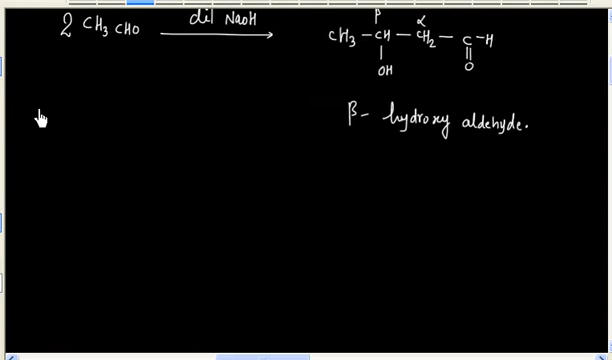 2 CH3 CHO dil NaOH CH3 - CH - CH2 - C - H
β α
OH O
β - hydroxy aldehyde.